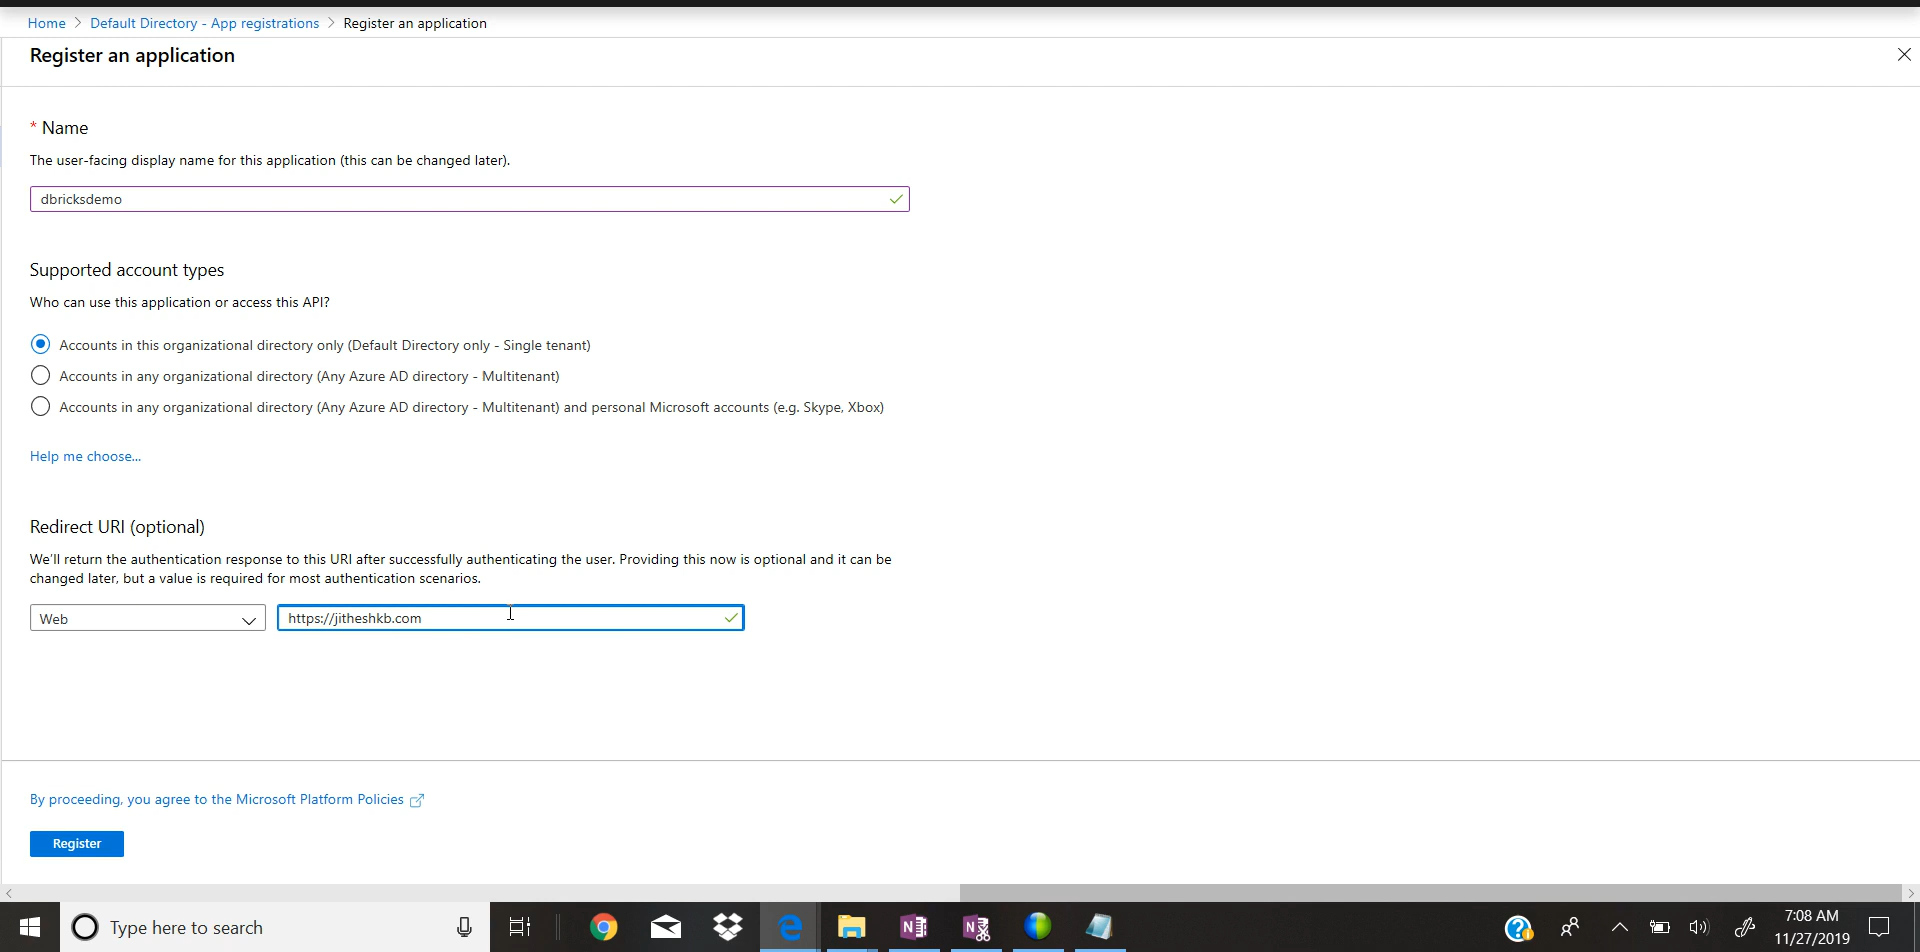 Home > Default Directory - App registrations > Register an application
Register an application
* Name
The user-facing display name for this application (this can be changed later).
dbricksdemo
Supported account types
Who can use this application or access this API?
Accounts in this organizational directory only (Default Directory only - Single tenant)
Accounts in any organizational directory (Any Azure AD directory - Multitenant)
Accounts in any organizational directory (Any Azure AD directory - Multitenant) and personal Microsoft accounts (e.g. Skype, Xbox)
Help me choose...
Redirect URI (optional)
We'll return the authentication response to this URI after successfully authenticating the user. Providing this now is optional and it can be
changed later, but a value is required for most authentication scenarios.
Web
https://jitheshkb.com
By proceeding, you agree to the Microsoft Platform Policies
Register
Type here to search
7:08 AM
11/27/2019